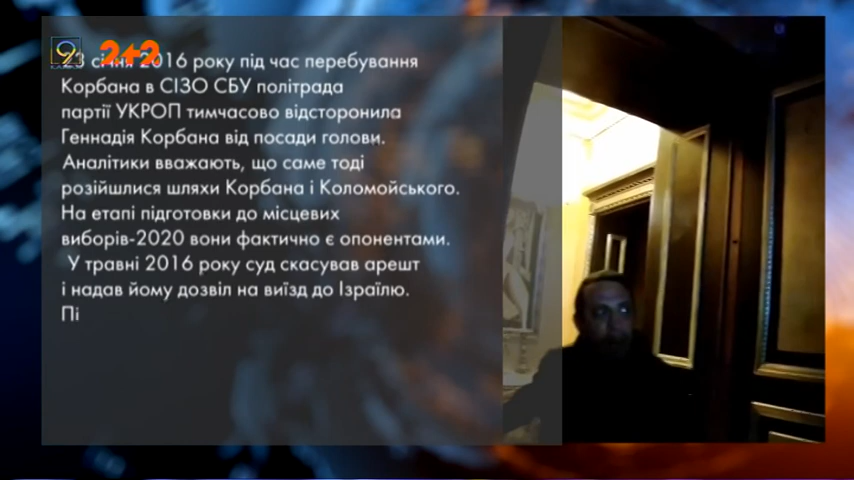 9 2+2
23 січня 2016 року під час перебування
Корбана в СІЗО СБУ політрада
партії УКРОП тимчасово відсторонила
Геннадія Корбана від посади голови.
Аналітики вважають, що саме тоді
розійшлися шляхи Корбана і Коломойського.
На етапі підготовки до місцевих
виборів-2020 вони фактично є опонентами.
У травні 2016 року суд скасував арешт
і надав йому дозвіл на виїзд до Ізраїлю.
Пі